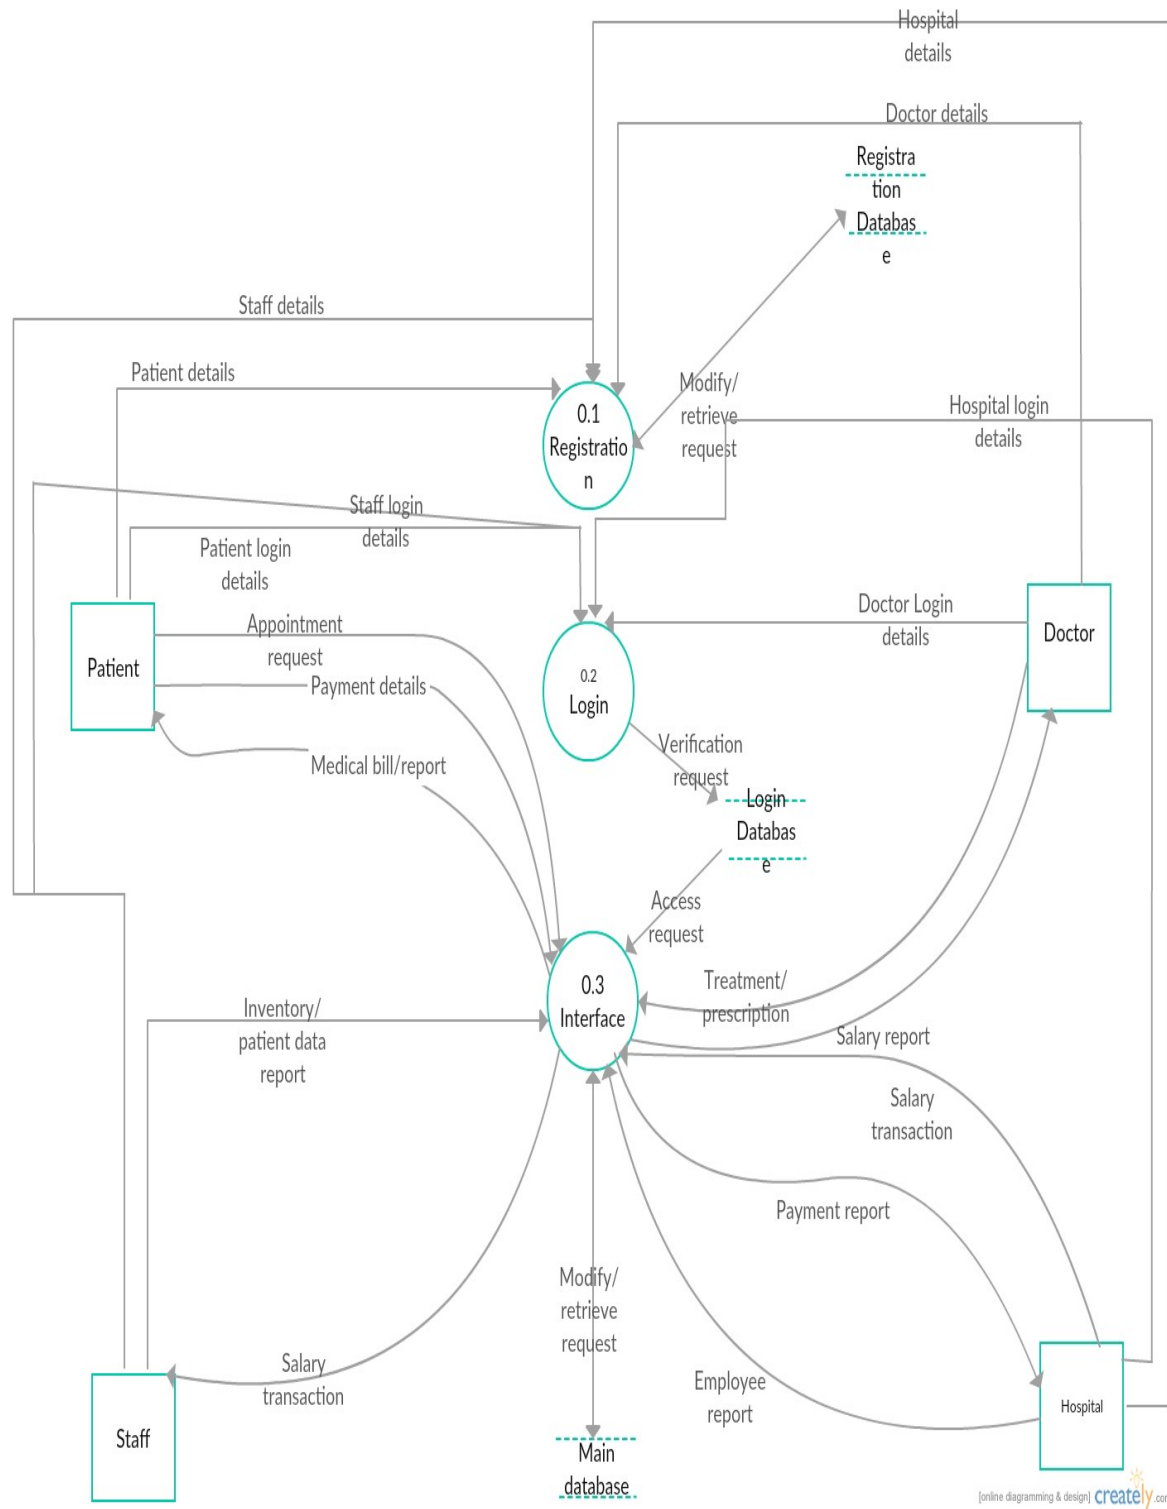 Hospital
details
Doctor details
Registra
tion
Databas
e
Staff details
Patient details
Modify/
retrieve
request
Hospital login
details
0.1
Registratio
n
Staff login
details
Patient login
details
Appointment
request
Doctor Login
details
Patient
Doctor
0.2
Login
Payment details
Medical bill/report
Verification
request
Login
Databas
e
Access
request
0.3
Interface
Treatment/
prescription
Inventory/
patient data
report
Salary report
Salary
transaction
Payment report
Modify/
retrieve
request
Salary
transaction
Employee
report
Staff
Main
database
Hospital
[online diagramming & design] creately.com